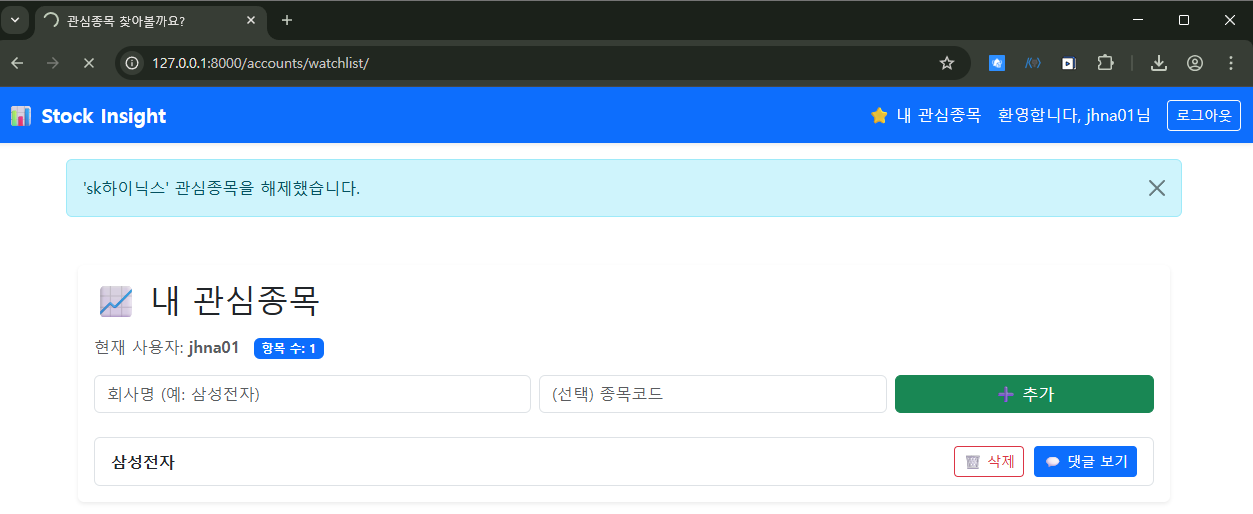 관심종목 찾아볼까요?
127.0.0.1:8000/accounts/watchlist/
Stock Insight
내 관심종목 환영합니다, jhna01님 로그아웃
'sk하이닉스' 관심종목을 해제했습니다.
내 관심종목
현재 사용자: jhna01 항목 수: 1
회사명 (예: 삼성전자) (선택) 종목코드 추가
삼성전자 삭제 댓글 보기